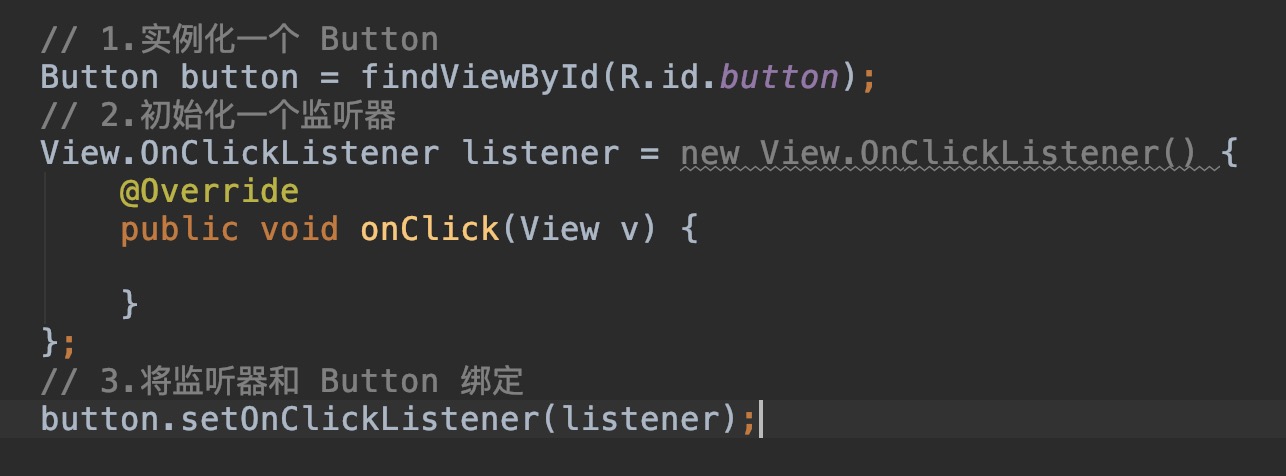 // 1.实例化一个 Button
Button button = findViewById(R.id.button);
// 2.初始化一个监听器
View.OnClickListener listener = new View.OnClickListener() {
    @Override
    public void onClick(View v) {
    }
};
// 3.将监听器和 Button 绑定
button.setOnClickListener(listener);